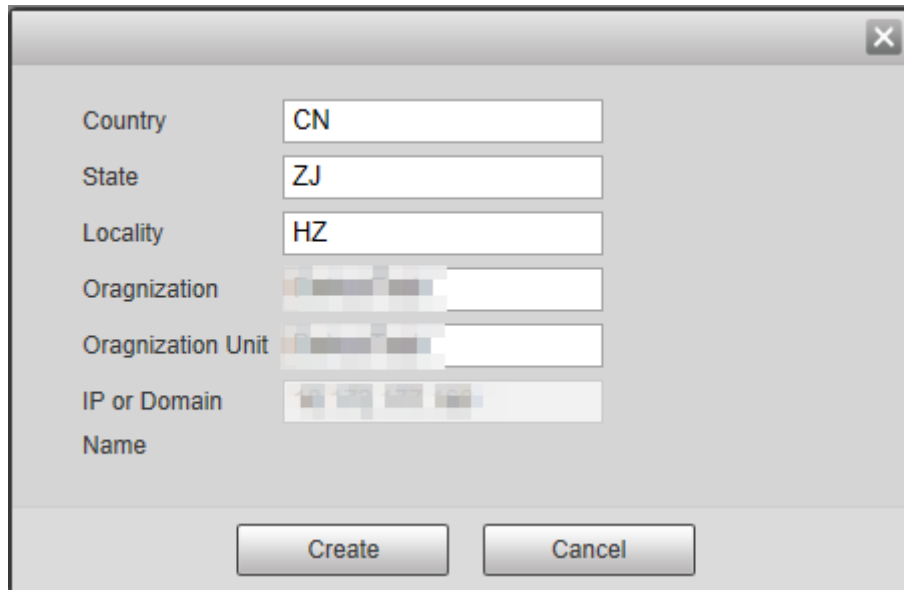 Country CN
State ZJ
Locality HZ
Oragnization
Oragnization Unit
IP or Domain
Name
Create Cancel